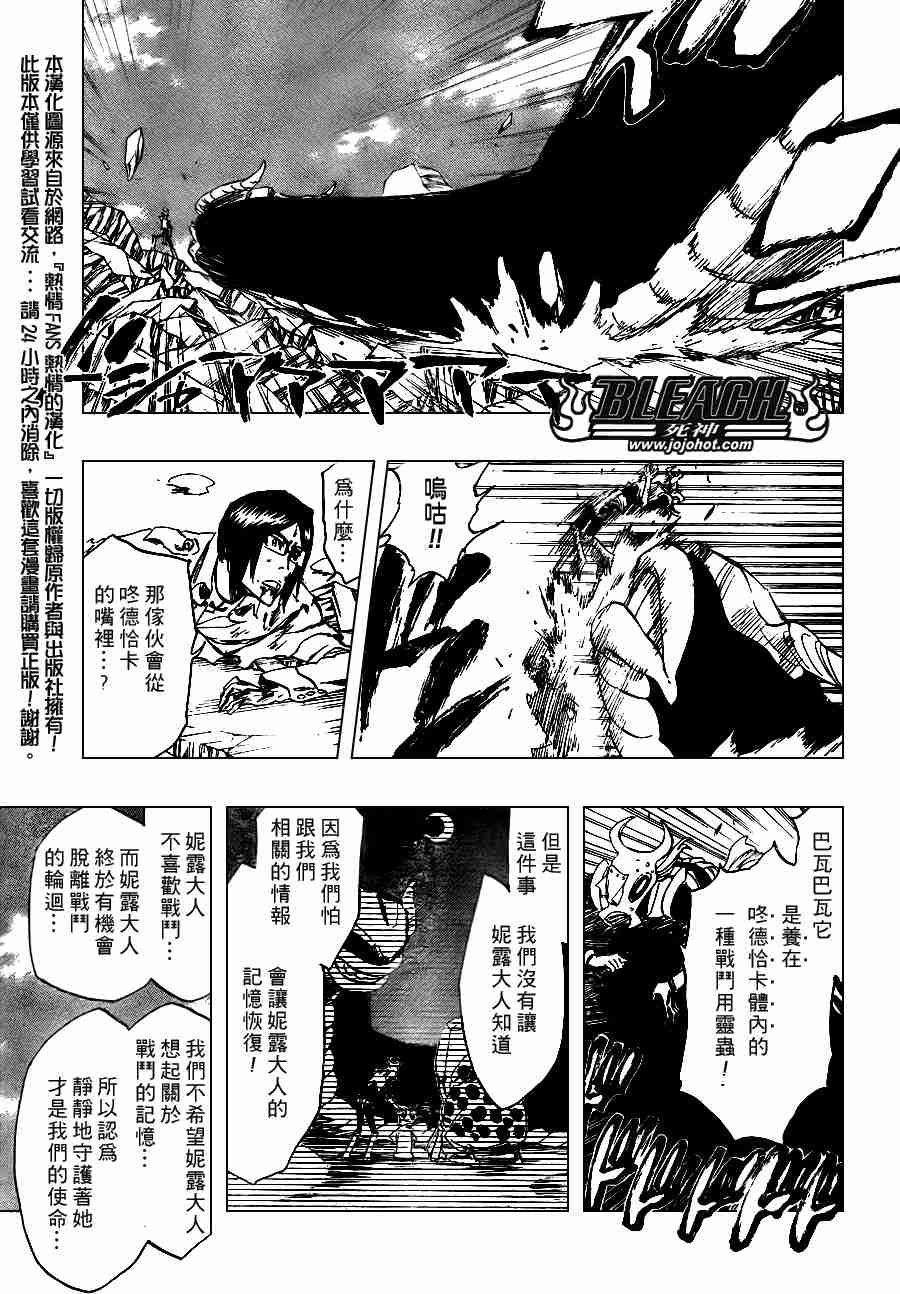 本漢化圖源來自於網路，『熱情FANS 熱情的漢化』一切版權歸原作者與出版社擁有！
此版本僅供學習試看交流… 請 24 小時之內消除，喜歡這套漫畫請購買正版！謝謝。
BLEACH
死神
www.jojohot.com
嗚咕!!
為什麼…
那傢伙會從
咚德恰卡
的嘴裡…?
巴瓦巴瓦它
是養在
咚德恰卡體內的
一種戰鬥用靈蟲！
但是
這件事
我們沒有讓
妮露大人知道
因為我們怕
跟我們
相關的情報
會讓妮露大人的
記憶恢復！
妮露大人
不喜歡戰鬥…
而妮露大人
終於有機會
脫離戰鬥
的輪迴…
我們不希望妮露大人
想起關於
戰鬥的記憶…
所以認為
靜靜地守護著她
才是我們的使命…